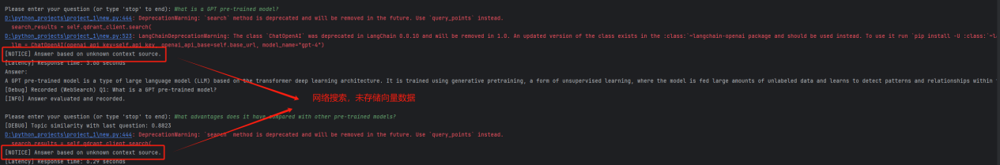 Please enter your question (or type 'stop' to end): What is a GPT pre-trained model?
D:\python_projects\project_1\new.py:444: DeprecationWarning: `search` method is deprecated and will be removed in the future. Use `query_points` instead.
search_results = self.qdrant_client.search(
D:\python_projects\project_1\new.py:523: LangChainDeprecationWarning: The class `ChatOpenAI` was deprecated in LangChain 0.0.10 and will be removed in 1.0. An updated version of the class exists in the :class:`~langchain-openai package and should be used instead. To use it run `pip install -U :class:`~l
llm = ChatOpenAI(openai_api_key=self.api_key, openai_api_base=self.base_url, model_name="gpt-4")
[NOTICE] Answer based on unknown context source.
[Latency] Response time: 3.88 seconds
Answer:
A GPT pre-trained model is a type of large language model (LLM) based on the transformer deep learning architecture. It is trained using generative pretraining, a form of unsupervised learning, where the model is fed large amounts of unlabeled data and learns to detect patterns and relationships within
[Debug] Recorded (WebSearch) Q1: What is a GPT pre-trained model?
网络搜索，未存储向量数据
[INFO] Answer evaluated and recorded.
Please enter your question (or type 'stop' to end): What advantages does it have compared with other pre-trained models?
[DEBUG] Topic similarity with last question: 0.8823
D:\python_projects\project_1\new.py:444: DeprecationWarning: `search` method is deprecated and will be removed in the future. Use `query_points` instead.
search_results = self.qdrant_client.search(
[NOTICE] Answer based on unknown context source.
[Latency] Response time: 6.29 seconds